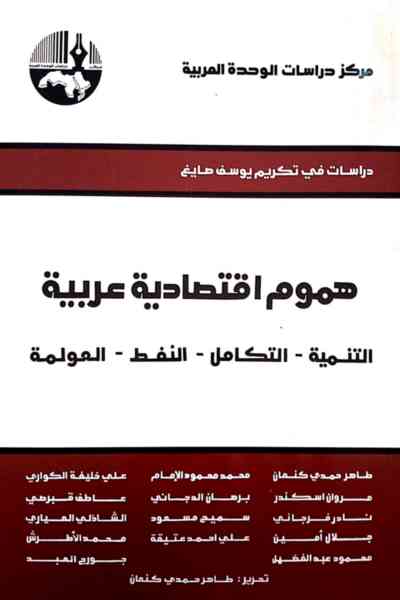 مركز دراسات الوحدة العربية
دراسات في تكريم يوسف صايغ
هموم اقتصادية عربية
التنمية - التكامل - النفط - العولمة
طاهر حمدي كنعان محمد محمود الإمام علي خليفة الكواري
مروان اسكندر برهان الدجاني عاطف قبرصي
نادر فرجاني سميح مسعود الشاذلي العياري
جلال أمين علي احمد عتيقة محمد الأطرش
محمود عبد الفضيل جورج العبد
تحرير: طاهر حمدي كنعان